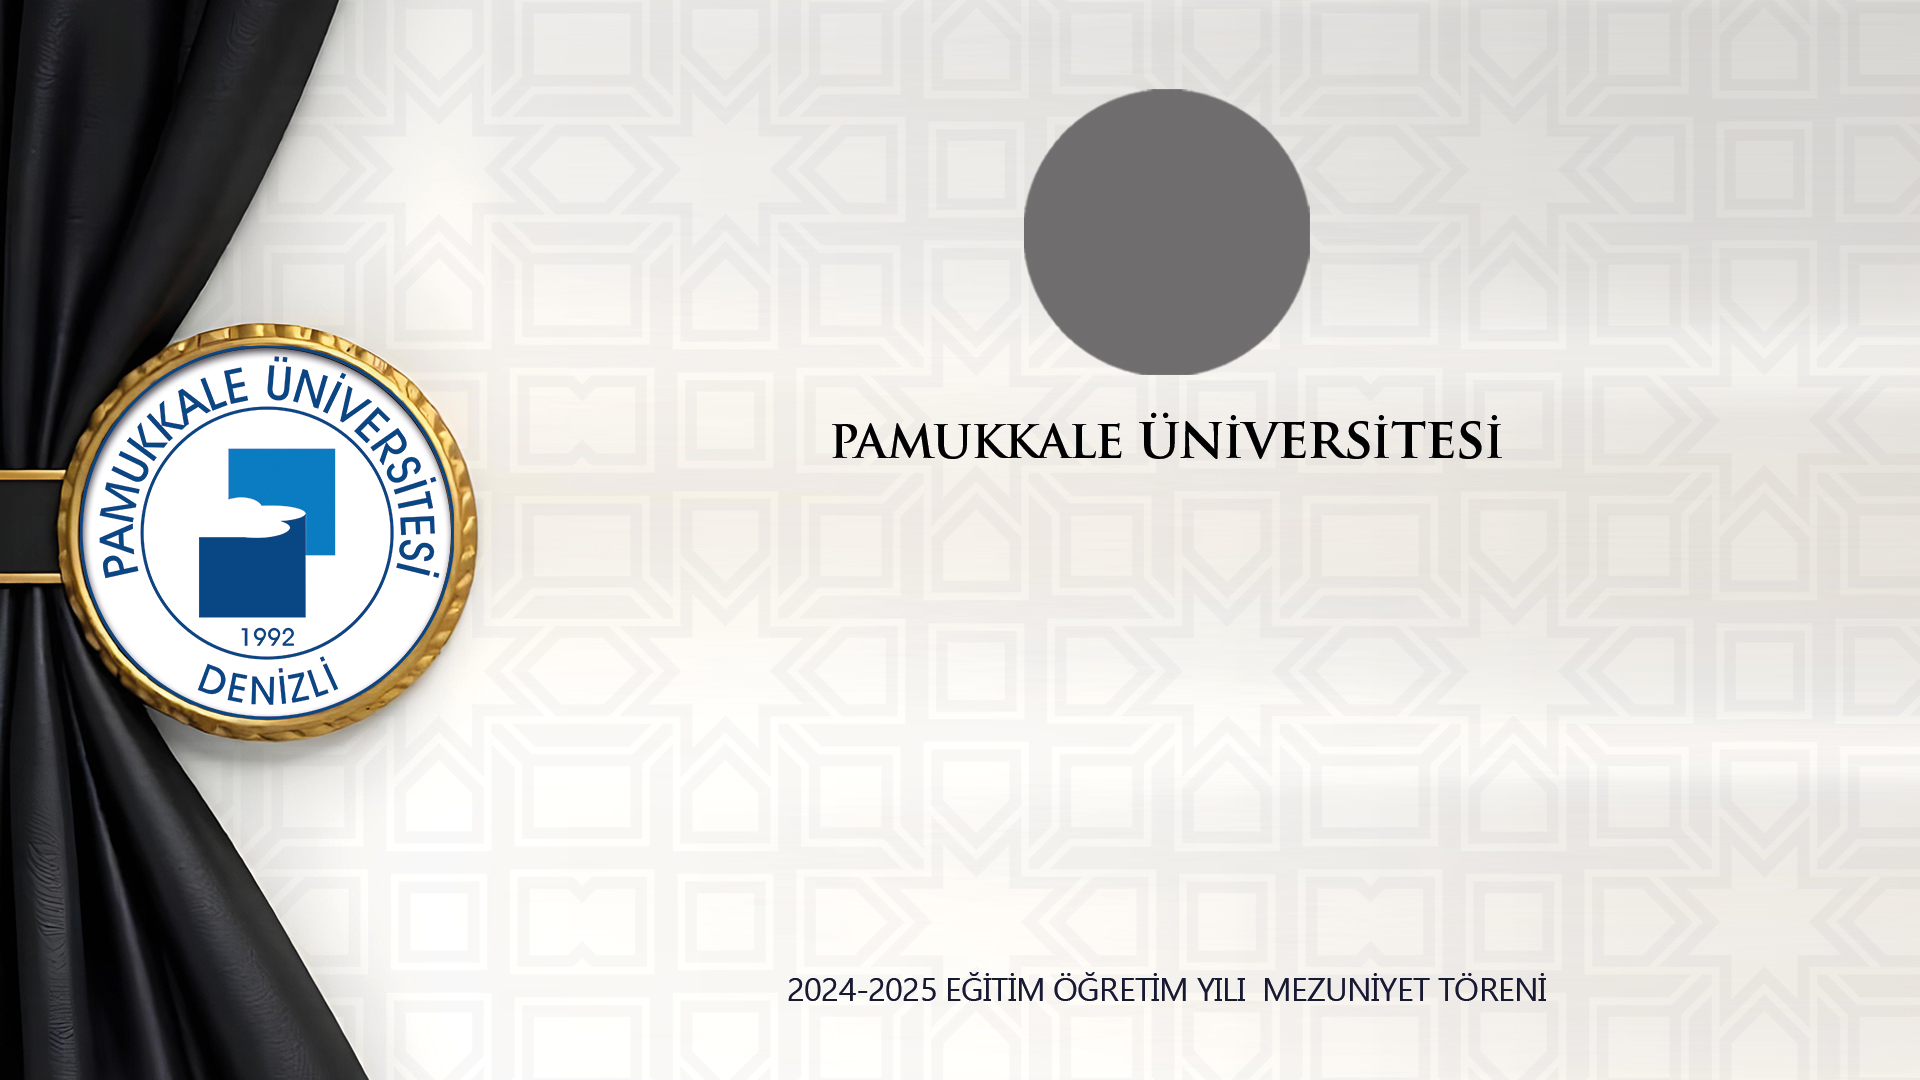 PAMUKKALE ÜNİVERSİTESİ
1992
DENİZLİ
PAMUKKALE ÜNİVERSİTESİ
2024-2025 EĞİTİM ÖĞRETİM YILI  MEZUNİYET TÖRENİ